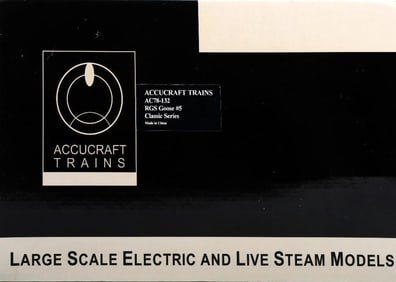 ACCUCRAFT
TRAINS
ACCUCRAFT TRAINS
AC78-132
RGS Goose #5
Classic Series
Made in China
LARGE SCALE ELECTRIC AND LIVE STEAM MODELS